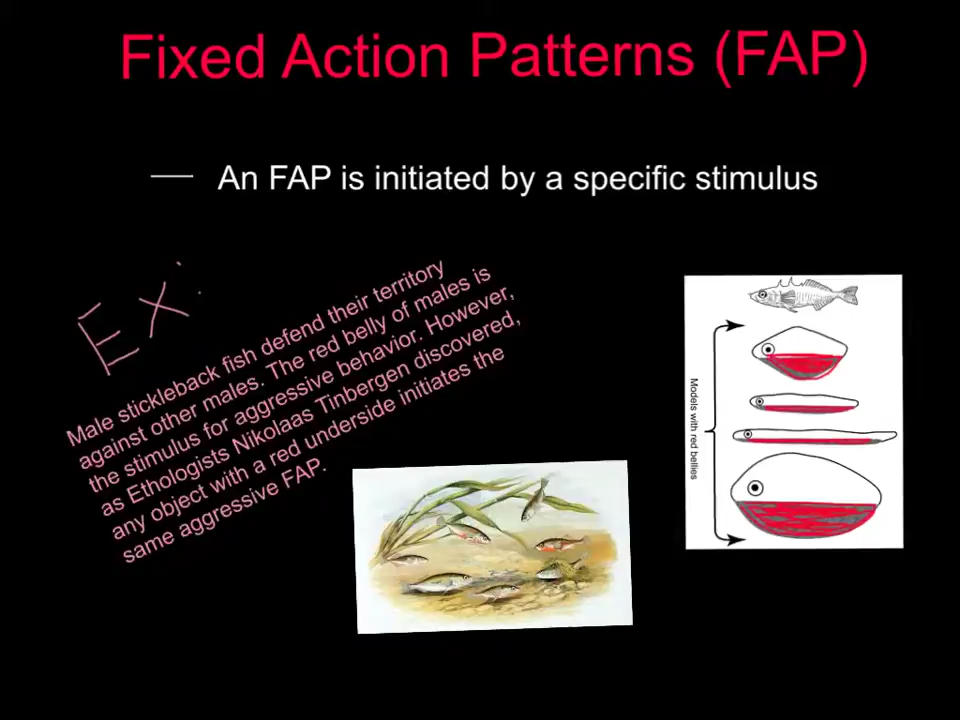 Fixed Action Patterns (FAP)
— An FAP is initiated by a specific stimulus
Ex:
Male stickleback fish defend their territory
against other males. The red belly of males is
the stimulus for aggressive behavior. However,
as Ethologists Nikolaas Tinbergen discovered,
any object with a red underside initiates the
same aggressive FAP.
Models with red bellies